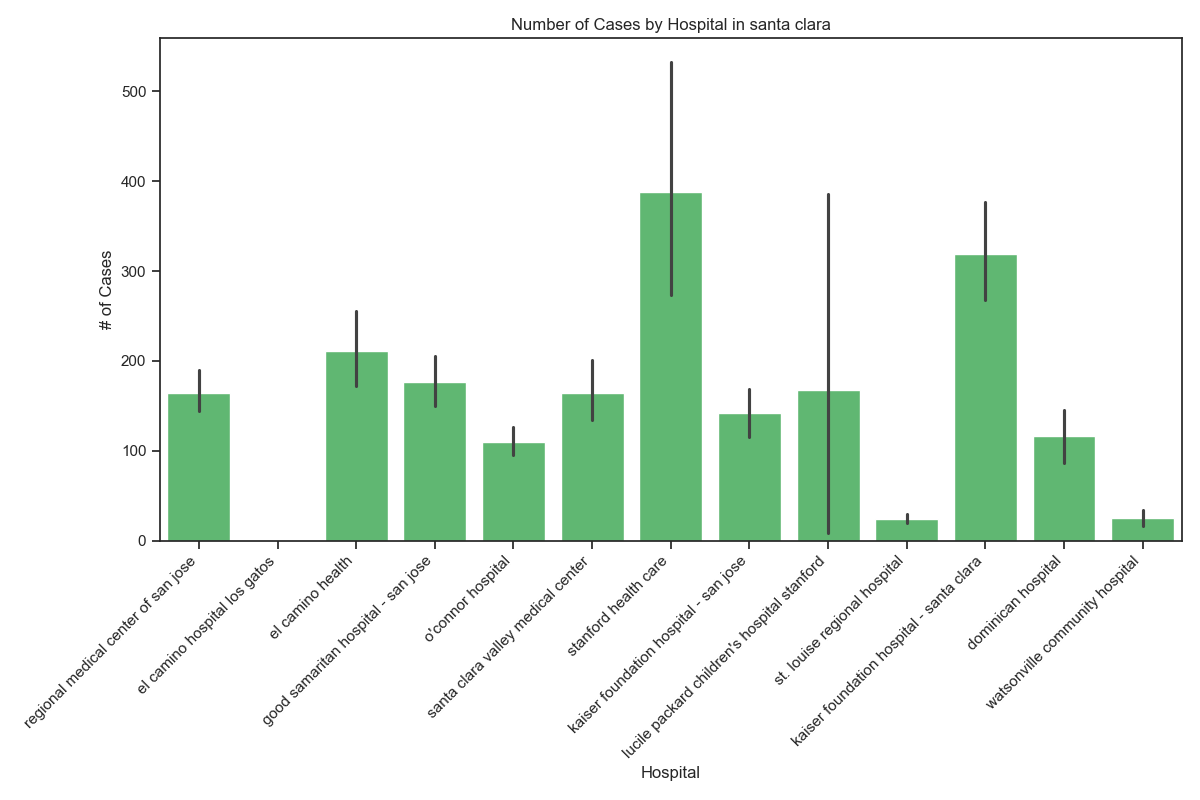 Number of Cases by Hospital in santa clara
# of Cases
500
400
300
200
100
0
regional medical center of san jose
el camino hospital los gatos
el camino health
good samaritan hospital - san jose
o'connor hospital
santa clara valley medical center
stanford health care
kaiser foundation hospital - san jose
lucile packard children's hospital stanford
st. louise regional hospital
kaiser foundation hospital - santa clara
dominican hospital
watsonville community hospital
Hospital